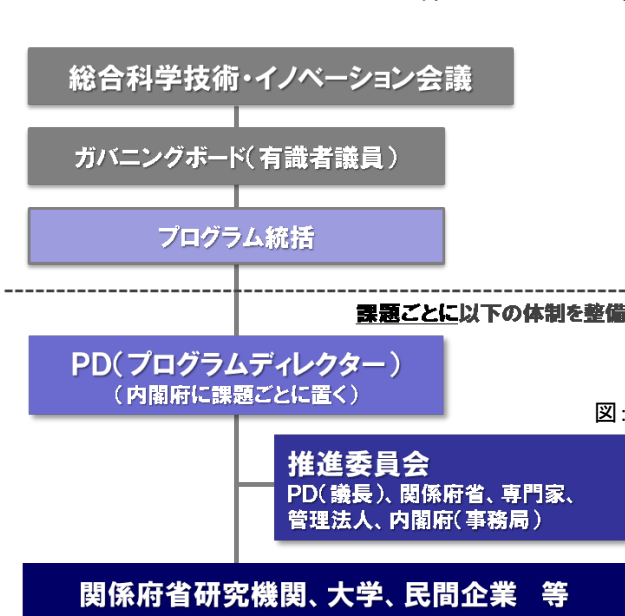 総合科学技術・イノベーション会議
ガバニングボード(有識者議員)
プログラム統括
課題ごとに以下の体制を整備
PD(プログラムディレクター)
(内閣府に課題ごとに置く)
図:
推進委員会
PD(議長)、関係府省、専門家、
管理法人、内閣府(事務局)
関係府省研究機関、大学、民間企業 等